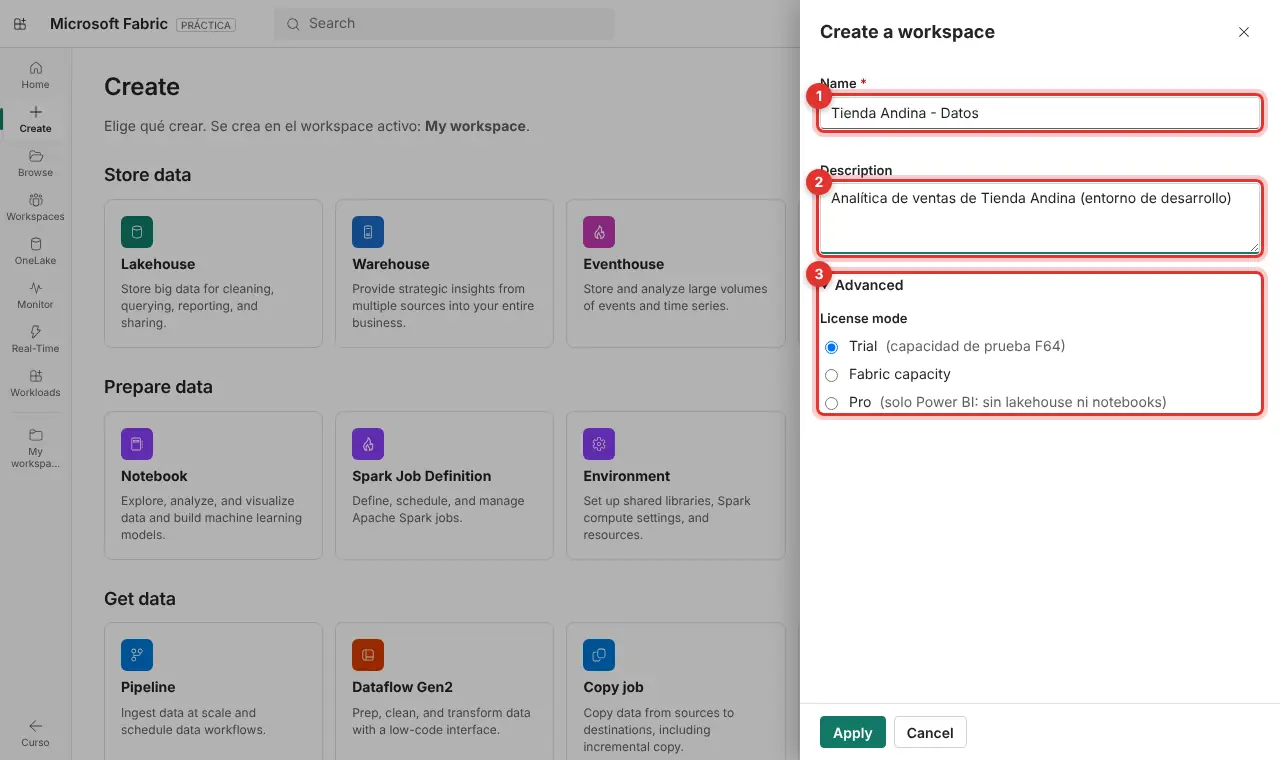 Microsoft Fabric PRÁCTICA
Search
Home
Create
Browse
Workspaces
OneLake
Monitor
Real-Time
Workloads
My
workspa...
Curso
Create
Elige qué crear. Se crea en el workspace activo: My workspace.
Store data
Lakehouse
Store big data for cleaning,
querying, reporting, and
sharing.
Warehouse
Provide strategic insights from
multiple sources into your entire
business.
Eventhouse
Store and analyze large volumes
of events and time series.
Prepare data
Notebook
Explore, analyze, and visualize
data and build machine learning
models.
Spark Job Definition
Define, schedule, and manage
Apache Spark jobs.
Environment
Set up shared libraries, Spark
compute settings, and
resources.
Get data
Pipeline
Ingest data at scale and
schedule data workflows.
Dataflow Gen2
Prep, clean, and transform data
with a low-code interface.
Copy job
Copy data from sources to
destinations, including
incremental copy.
Create a workspace
Name *
1
Tienda Andina - Datos
Description
2
Analítica de ventas de Tienda Andina (entorno de desarrollo)
3
Advanced
License mode
Trial (capacidad de prueba F64)
Fabric capacity
Pro (solo Power BI: sin lakehouse ni notebooks)
Apply
Cancel